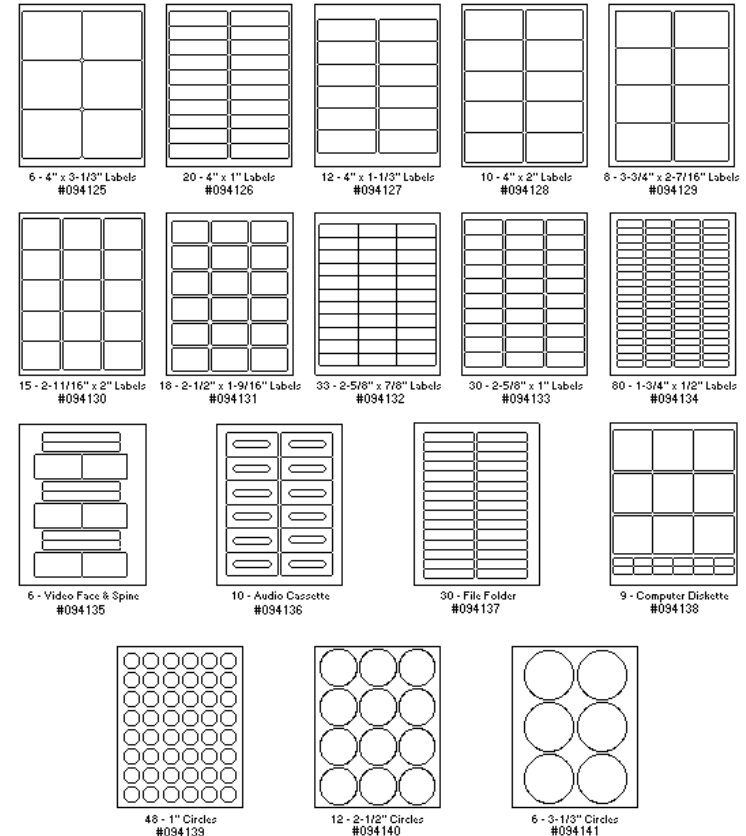 6 - 4" x 3-1/3" Labels
#094125
20 - 4" x 1" Labels
#094126
12 - 4" x 1-1/3" Labels
#094127
10 - 4" x 2" Labels
#094128
8 - 3-3/4" x 2-7/16" Labels
#094129
15 - 2-11/16" x 2" Labels
#094130
18 - 2-1/2" x 1-9/16" Labels
#094131
33 - 2-5/8" x 7/8" Labels
#094132
30 - 2-5/8" x 1" Labels
#094133
80 - 1-3/4" x 1/2" Labels
#094134
6 - Video Face & Spine
#094135
10 - Audio Cassette
#094136
30 - File Folder
#094137
9 - Computer Diskette
#094138
48 - 1" Circles
#094139
12 - 2-1/2" Circles
#094140
6 - 3-1/3" Circles
#094141